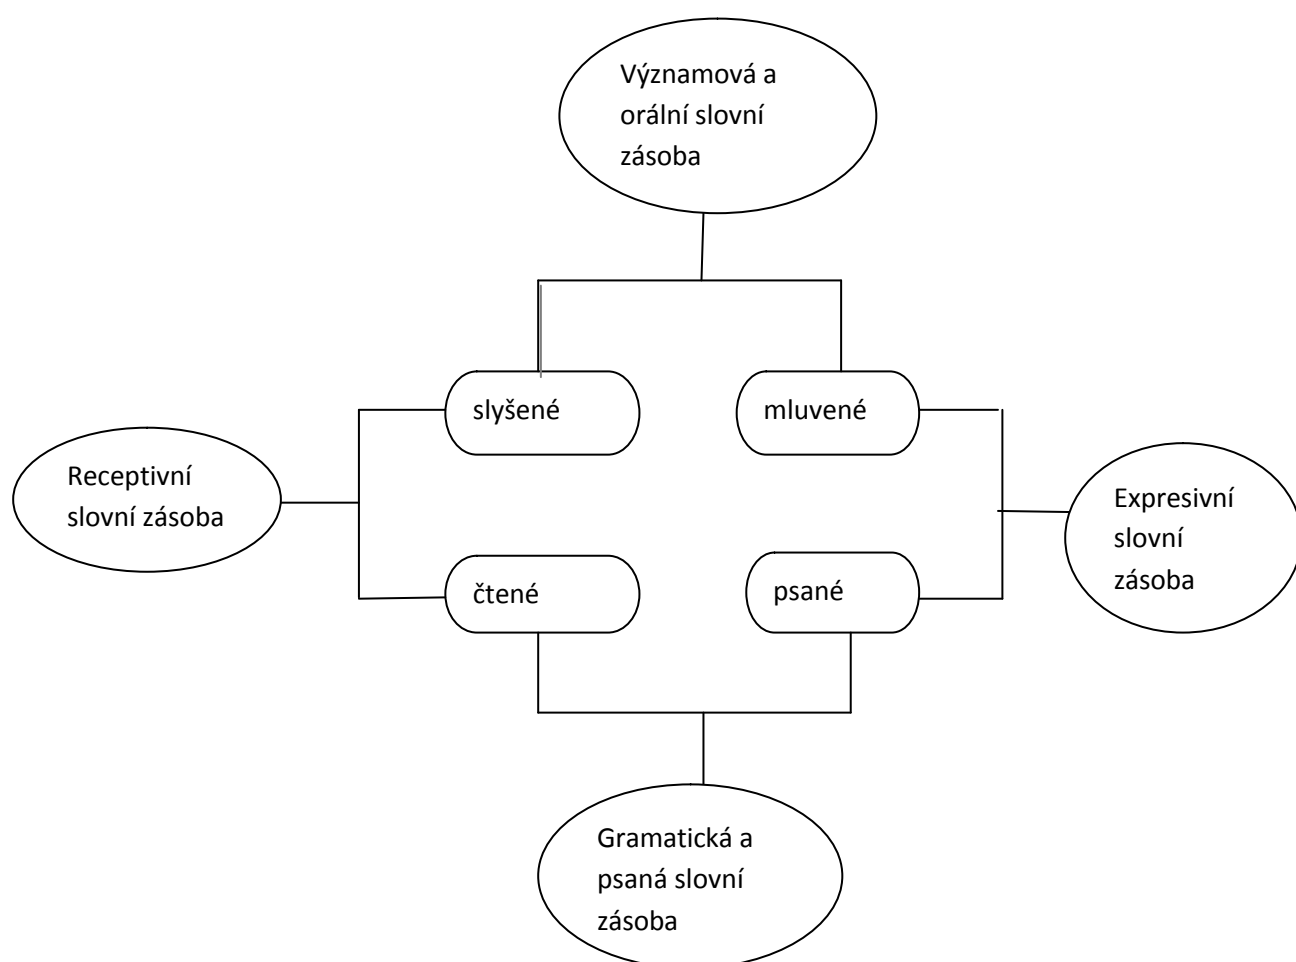 Významová a
orální slovní
zásoba
slyšené
mluvené
Receptivní
slovní zásoba
Expresivní
slovní
zásoba
čtené
psané
Gramatická a
psaná slovní
zásoba